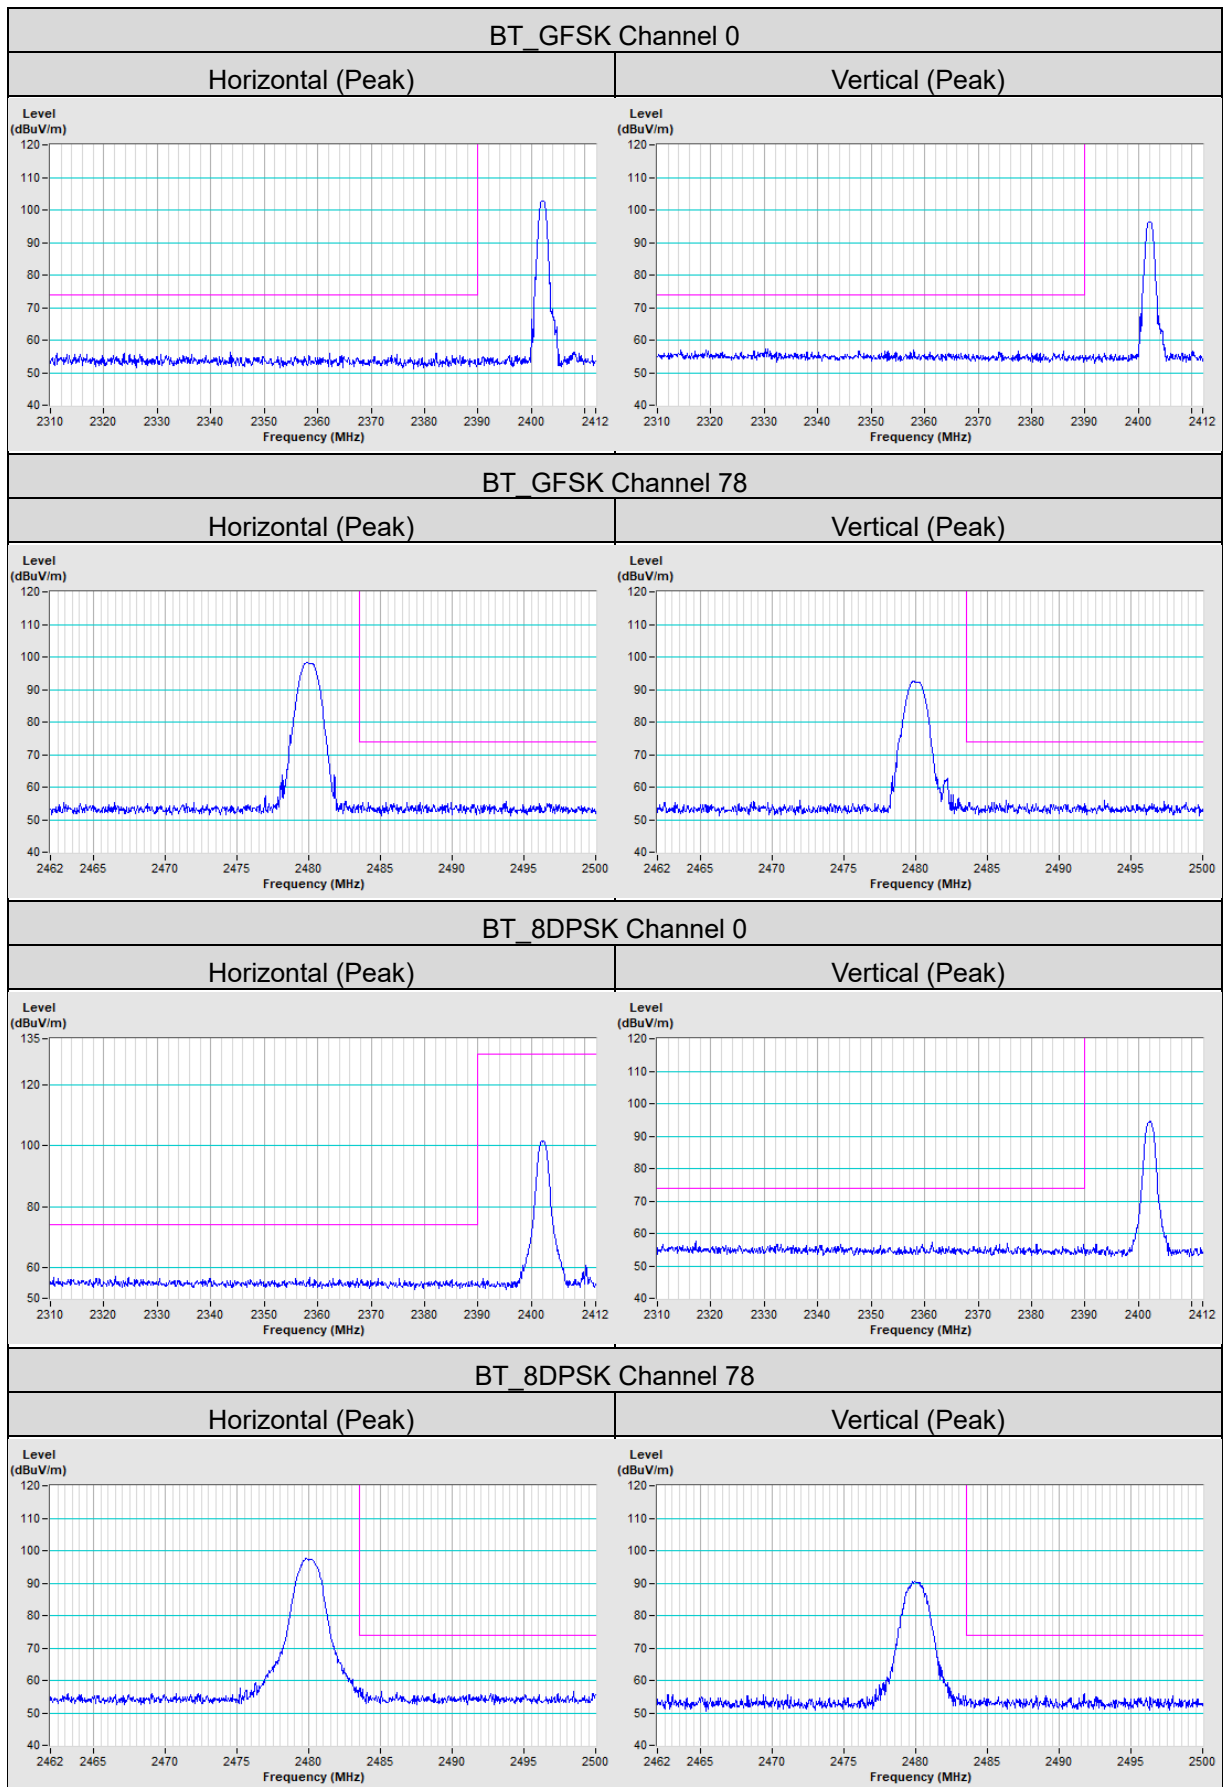 BT_GFSK Channel 0
Horizontal (Peak) Vertical (Peak)
Level
(dBuV/m)
120
110
100
90
80
70
60
50
40
2310 2320 2330 2340 2350 2360 2370 2380 2390 2400 2412
Frequency (MHz)
Level
(dBuV/m)
120
110
100
90
80
70
60
50
40
2310 2320 2330 2340 2350 2360 2370 2380 2390 2400 2412
Frequency (MHz)
BT_GFSK Channel 78
Horizontal (Peak) Vertical (Peak)
Level
(dBuV/m)
120
110
100
90
80
70
60
50
40
2462 2465 2470 2475 2480 2485 2490 2495 2500
Frequency (MHz)
Level
(dBuV/m)
120
110
100
90
80
70
60
50
40
2462 2465 2470 2475 2480 2485 2490 2495 2500
Frequency (MHz)
BT_8DPSK Channel 0
Horizontal (Peak) Vertical (Peak)
Level
(dBuV/m)
135
120
100
80
60
50
2310 2320 2330 2340 2350 2360 2370 2380 2390 2400 2412
Frequency (MHz)
Level
(dBuV/m)
120
110
100
90
80
70
60
50
40
2310 2320 2330 2340 2350 2360 2370 2380 2390 2400 2412
Frequency (MHz)
BT_8DPSK Channel 78
Horizontal (Peak) Vertical (Peak)
Level
(dBuV/m)
120
110
100
90
80
70
60
50
40
2462 2465 2470 2475 2480 2485 2490 2495 2500
Frequency (MHz)
Level
(dBuV/m)
120
110
100
90
80
70
60
50
40
2462 2465 2470 2475 2480 2485 2490 2495 2500
Frequency (MHz)